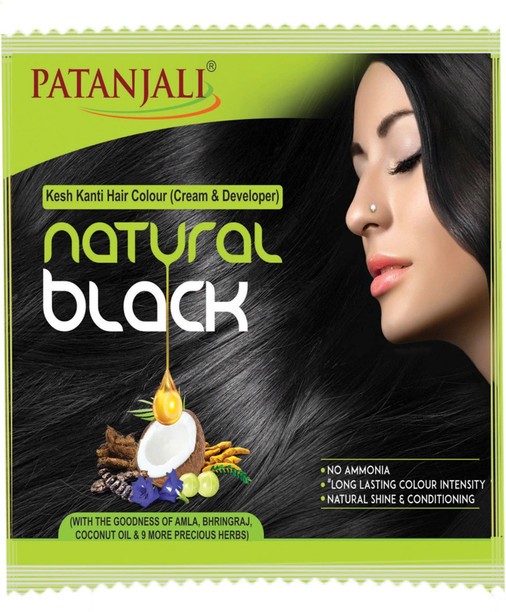 PATANJALI®
Kesh Kanti Hair Colour (Cream & Developer)
natural
black
• NO AMMONIA
• #LONG LASTING COLOUR INTENSITY
• NATURAL SHINE & CONDITIONING
(WITH THE GOODNESS OF AMLA, BHRINGRAJ,
COCONUT OIL & 9 MORE PRECIOUS HERBS)